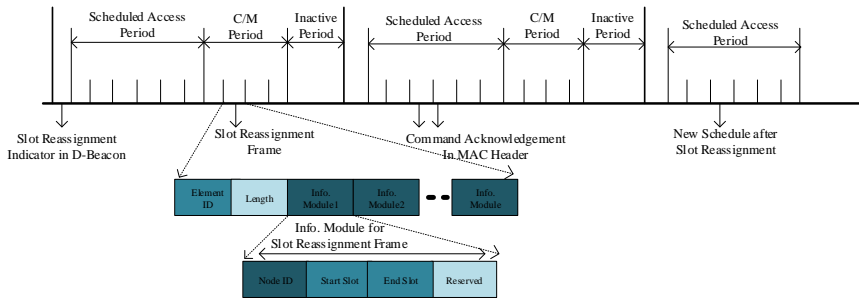 Scheduled Access
Period
C/M
Period
Inactive
Period
Scheduled Access
Period
C/M
Period
Inactive
Period
Scheduled Access
Period
Slot Reassignment
Indicator in D-Beacon
Slot Reassignment
Frame
Command Acknowledgement
In MAC Header
New Schedule after
Slot Reassignment
Element
ID
Length
Info.
Module1
Info.
Module2
Info.
Module
Info. Module for
Slot Reassignment Frame
Node ID
Start Slot
End Slot
Reserved